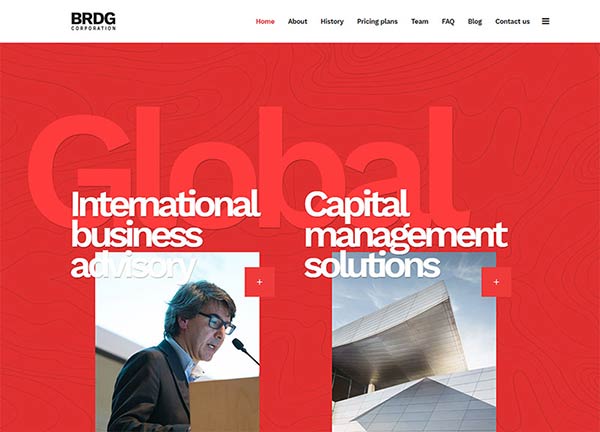 BRDG
CORPORATION
Home About History Pricing plans Team FAQ Blog Contact us
Global
International
business
advisory
+
Capital
management
solutions
+